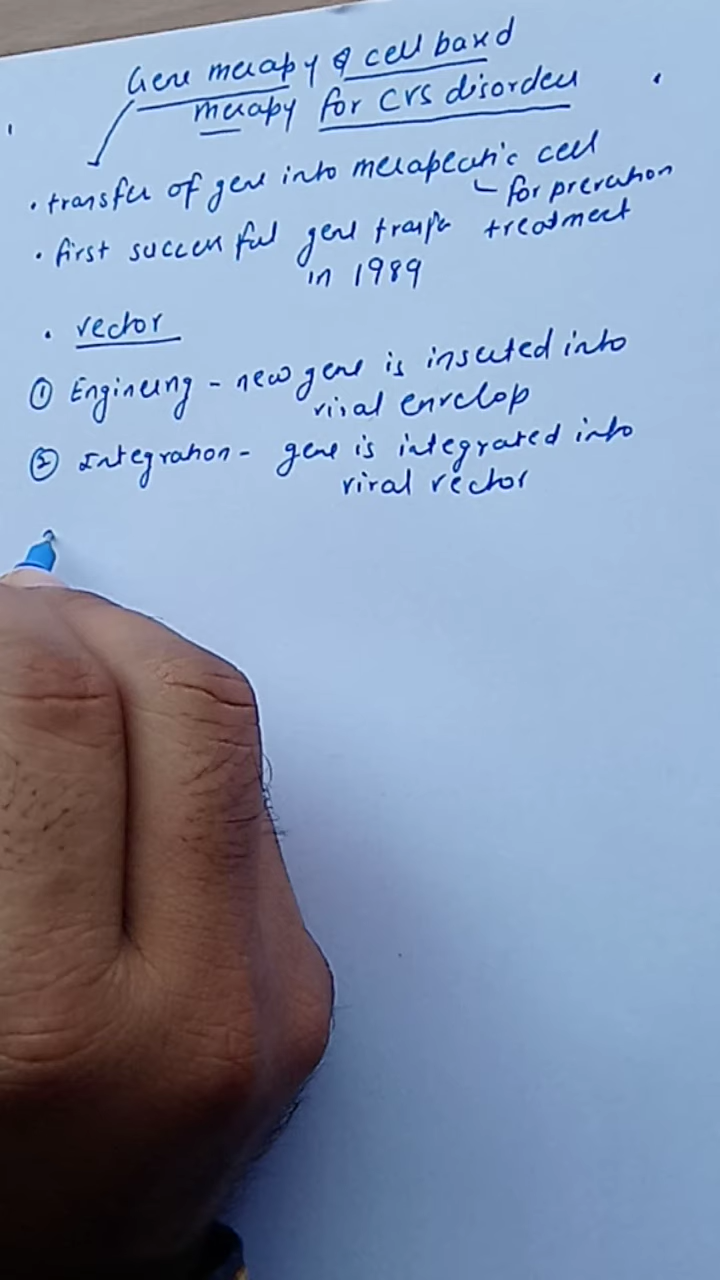 Gene therapy & cell based
therapy for CVS disorder
• transfer of gene into therapeutic cell
for prevention
• first successful gene transfer treatment
in 1989
• vector
① Engineering - new gene is inserted into
viral envelop
② Integration - gene is integrated into
viral vector